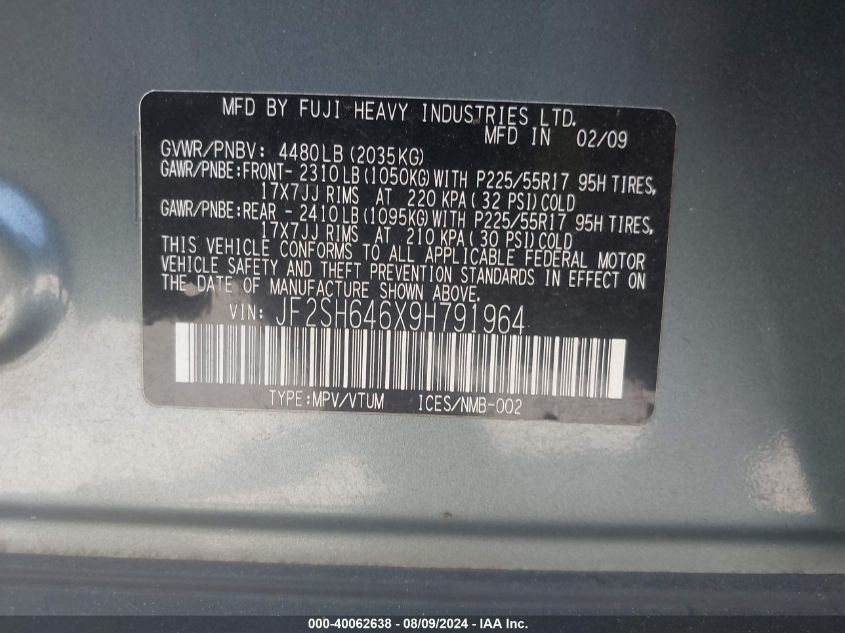 MFD BY FUJI HEAVY INDUSTRIES LTD.
MFD IN 02/09
GVWR/PNBV: 4480LB(2035KG)
GAWR/PNBE:FRONT- 2310LB(1050KG)WITH P225/55R17 95H TIRES,
17X7JJ RIMS AT 220 KPA(32 PSI)COLD
GAWR/PNBE:REAR - 2410LB(1095KG)WITH P225/55R17 95H TIRES,
17X7JJ RIMS AT 210 KPA(30 PSI)COLD
THIS VEHICLE CONFORMS TO ALL APPLICABLE FEDERAL MOTOR
VEHICLE SAFETY AND THEFT PREVENTION STANDARDS IN EFFECT ON
THE DATE OF MANUFACTURE SHOWN ABOVE.
VIN: JF2SH646X9H791964
TYPE:MPV/VTUM ICES/NMB-002
000-40062638 - 08/09/2024 - IAA Inc.